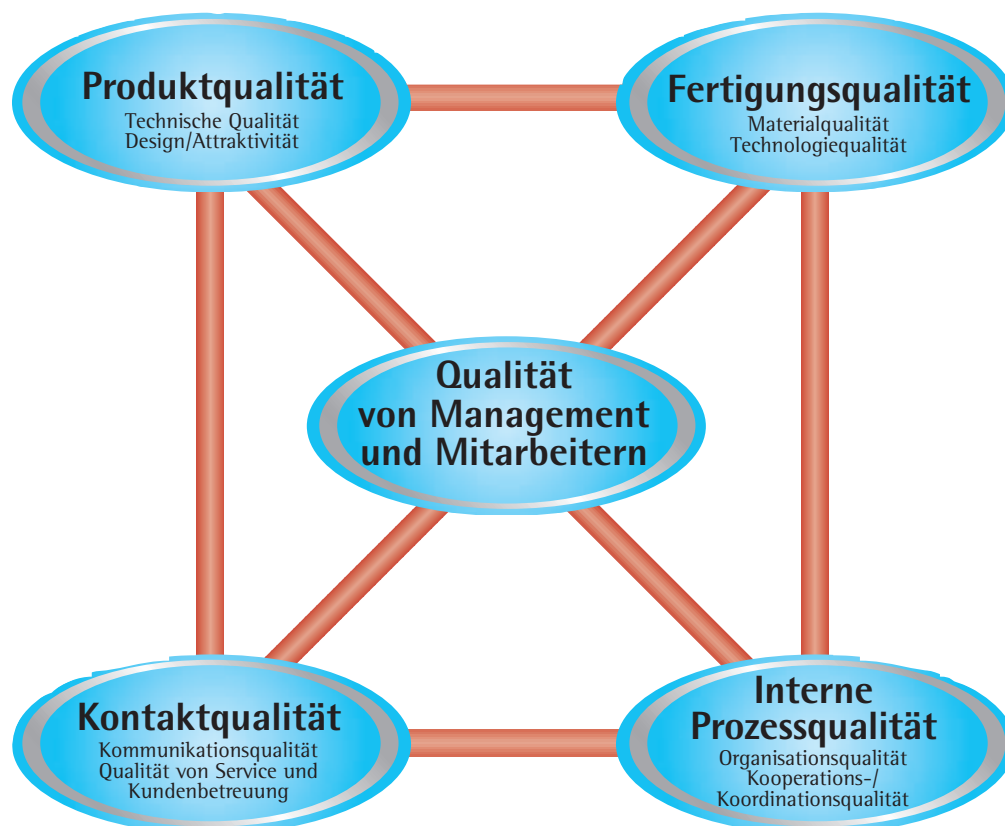 Produktqualität
Technische Qualität
Design/Attraktivität
Fertigungsqualität
Materialqualität
Technologiequalität
Qualität
von Management
und Mitarbeitern
Kontaktqualität
Kommunikationsqualität
Qualität von Service und
Kundenbetreuung
Interne
Prozessqualität
Organisationsqualität
Kooperations-/
Koordinationsqualität